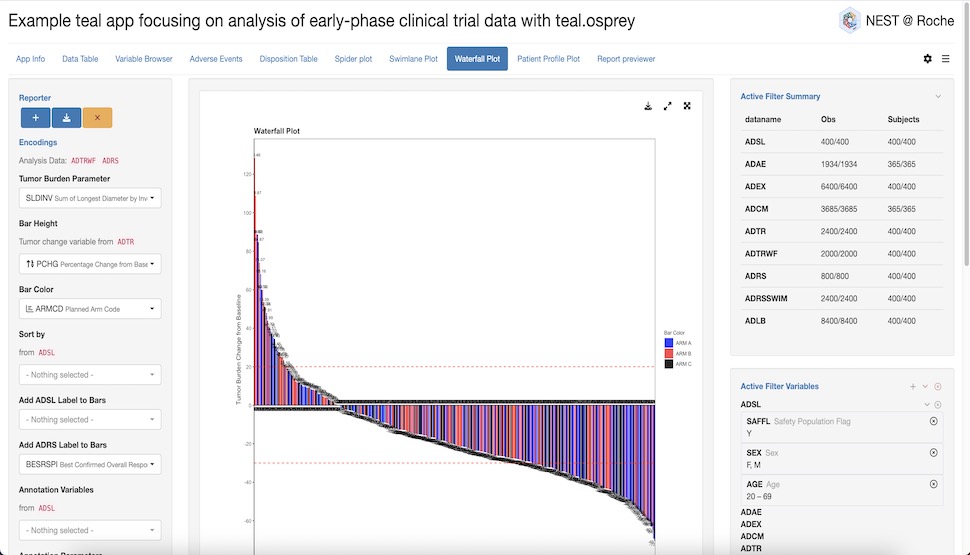 Example teal app focusing on analysis of early-phase clinical trial data with teal.osprey
NEST @ Roche
App Info Data Table Variable Browser Adverse Events Disposition Table Spider plot Swimlane Plot Waterfall Plot Patient Profile Plot Report previewer
Reporter
Encodings
Analysis Data: ADTRWF ADRS
Tumor Burden Parameter
SLDINV Sum of Longest Diameter by Inv
Bar Height
Tumor change variable from ADTR
PCHG Percentage Change from Base
Bar Color
ARMCD Planned Arm Code
Sort by
from ADSL
- Nothing selected -
Add ADSL Label to Bars
- Nothing selected -
Add ADRS Label to Bars
BESRSPI Best Confirmed Overall Respo
Annotation Variables
from ADSL
- Nothing selected -
Annotation Parameters
Waterfall Plot
Tumor Burden Change from Baseline
120
100
80
60
40
20
0
-20
-40
-60
Bar Color
ARM A
ARM B
ARM C
Active Filter Summary
dataname Obs Subjects
ADSL 400/400 400/400
ADAE 1934/1934 365/365
ADEX 6400/6400 400/400
ADCM 3685/3685 365/365
ADTR 2400/2400 400/400
ADTRWF 2000/2000 400/400
ADRS 800/800 400/400
ADRSSWIM 2400/2400 400/400
ADLB 8400/8400 400/400
Active Filter Variables
ADSL
SAFFL Safety Population Flag
Y
SEX Sex
F, M
AGE Age
20 – 69
ADAE
ADEX
ADCM
ADTR